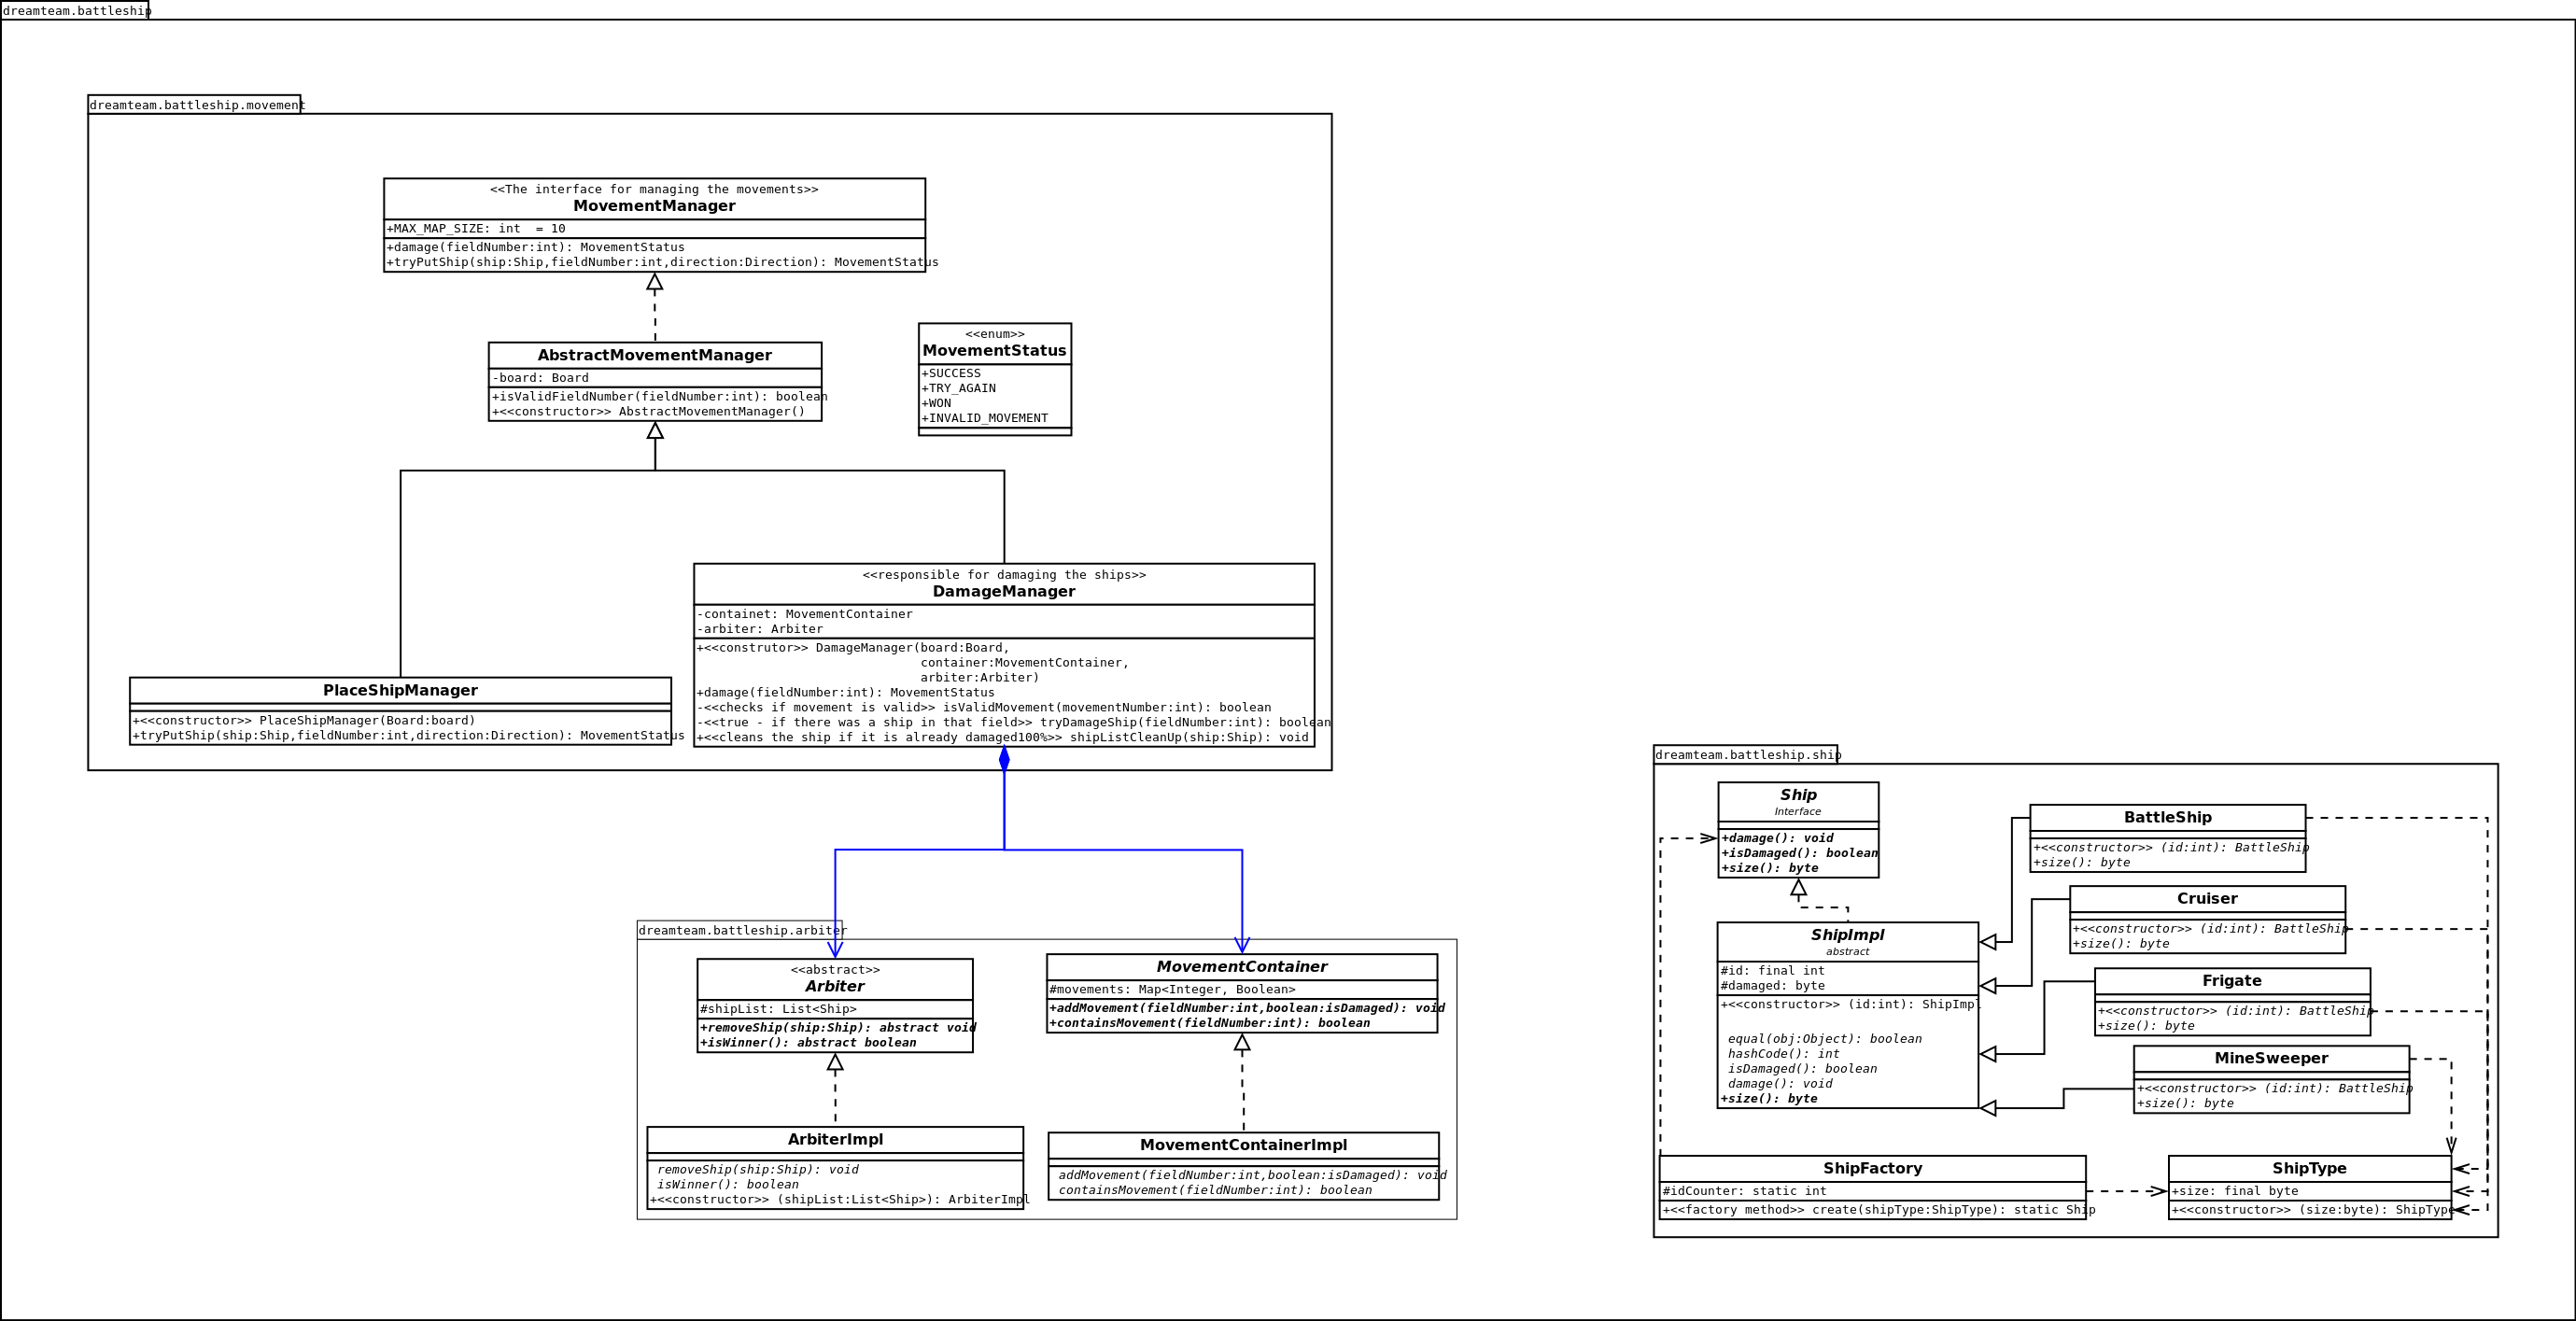 dreamteam.battleship
dreamteam.battleship.movement
<<The interface for managing the movements>>
MovementManager
+MAX_MAP_SIZE: int  = 10
+damage(fieldNumber:int): MovementStatus
+tryPutShip(ship:Ship,fieldNumber:int,direction:Direction): MovementStatus
AbstractMovementManager
-board: Board
+isValidFieldNumber(fieldNumber:int): boolean
+<<constructor>> AbstractMovementManager()
<<enum>>
MovementStatus
+SUCCESS
+TRY_AGAIN
+WON
+INVALID_MOVEMENT
PlaceShipManager
+<<constructor>> PlaceShipManager(Board:board)
+tryPutShip(ship:Ship,fieldNumber:int,direction:Direction): MovementStatus
<<responsible for damaging the ships>>
DamageManager
-containet: MovementContainer
-arbiter: Arbiter
+<<construtor>> DamageManager(board:Board,
container:MovementContainer,
arbiter:Arbiter)
+damage(fieldNumber:int): MovementStatus
-<<checks if movement is valid>> isValidMovement(movementNumber:int): boolean
-<<true - if there was a ship in that field>> tryDamageShip(fieldNumber:int): boolean
+<<cleans the ship if it is already damaged100%>> shipListCleanUp(ship:Ship): void
dreamteam.battleship.arbiter
<<abstract>>
Arbiter
#shipList: List<Ship>
+removeShip(ship:Ship): abstract void
+isWinner(): abstract boolean
MovementContainer
#movements: Map<Integer, Boolean>
+addMovement(fieldNumber:int,boolean:isDamaged): void
+containsMovement(fieldNumber:int): boolean
ArbiterImpl
removeShip(ship:Ship): void
isWinner(): boolean
+<<constructor>> (shipList:List<Ship>): ArbiterImpl
MovementContainerImpl
addMovement(fieldNumber:int,boolean:isDamaged): void
containsMovement(fieldNumber:int): boolean
dreamteam.battleship.ship
Ship
Interface
+damage(): void
+isDamaged(): boolean
+size(): byte
ShipImpl
abstract
#id: final int
#damaged: byte
+<<constructor>> (id:int): ShipImpl
equal(obj:Object): boolean
hashCode(): int
isDamaged(): boolean
damage(): void
+size(): byte
BattleShip
+<<constructor>> (id:int): BattleShip
+size(): byte
Cruiser
+<<constructor>> (id:int): BattleShip
+size(): byte
Frigate
+<<constructor>> (id:int): BattleShip
+size(): byte
MineSweeper
+<<constructor>> (id:int): BattleShip
+size(): byte
ShipFactory
#idCounter: static int
+<<factory method>> create(shipType:ShipType): static Ship
ShipType
+size: final byte
+<<constructor>> (size:byte): ShipType